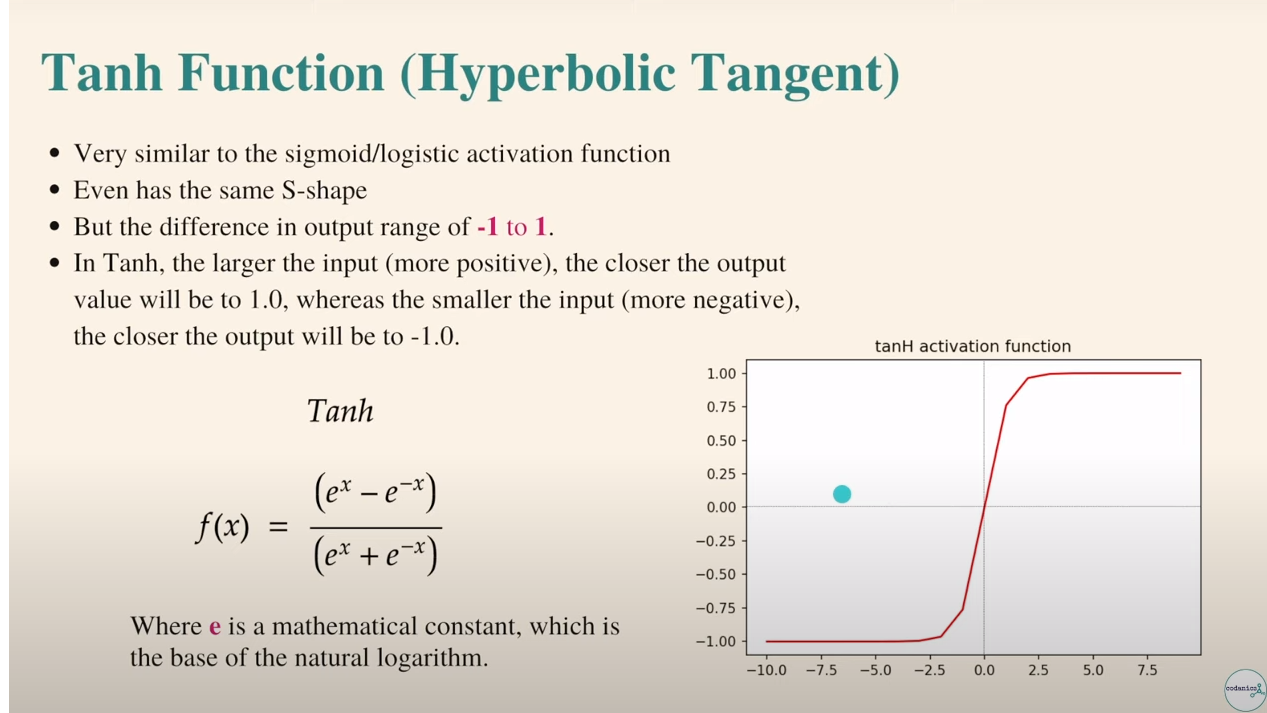 Tanh Function (Hyperbolic Tangent)
• Very similar to the sigmoid/logistic activation function
• Even has the same S-shape
• But the difference in output range of -1 to 1.
• In Tanh, the larger the input (more positive), the closer the output
value will be to 1.0, whereas the smaller the input (more negative),
the closer the output will be to -1.0.
Tanh
f(x) = (e^x − e^−x) / (e^x + e^−x)
Where e is a mathematical constant, which is
the base of the natural logarithm.
tanH activation function
1.00
0.75
0.50
0.25
0.00
−0.25
−0.50
−0.75
−1.00
−10.0 −7.5 −5.0 −2.5 0.0 2.5 5.0 7.5
codanics